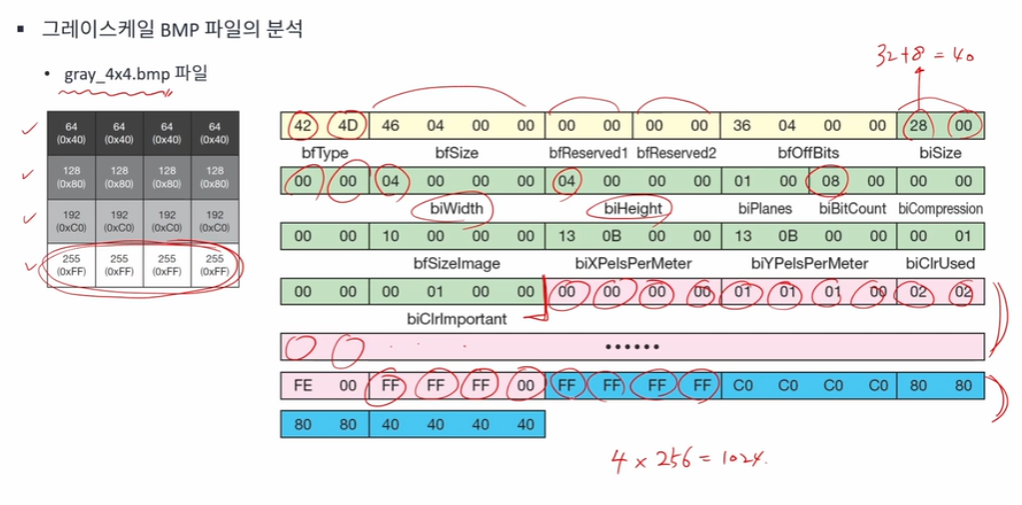 ▪ 그레이스케일 BMP 파일의 분석
• gray_4x4.bmp 파일
32+8 = 40
64 64 64 64
(0x40) (0x40) (0x40) (0x40)
128 128 128 128
(0x80) (0x80) (0x80) (0x80)
192 192 192 192
(0xC0) (0xC0) (0xC0) (0xC0)
255 255 255 255
(0xFF) (0xFF) (0xFF) (0xFF)
42 4D 46 04 00 00 00 00 00 00 36 04 00 00 28 00
bfType bfSize bfReserved1 bfReserved2 bfOffBits biSize
00 00 04 00 00 00 04 00 00 00 01 00 08 00 00 00
biWidth biHeight biPlanes biBitCount biCompression
00 00 10 00 00 00 13 0B 00 00 13 0B 00 00 00 01
bfSizeImage biXPelsPerMeter biYPelsPerMeter biClrUsed
00 00 00 01 00 00 00 00 00 00 01 01 01 00 02 02
biClrImportant
••••••
FE 00 FF FF FF 00 FF FF FF FF C0 C0 C0 C0 80 80
80 80 40 40 40 40
4 × 256 = 1024.